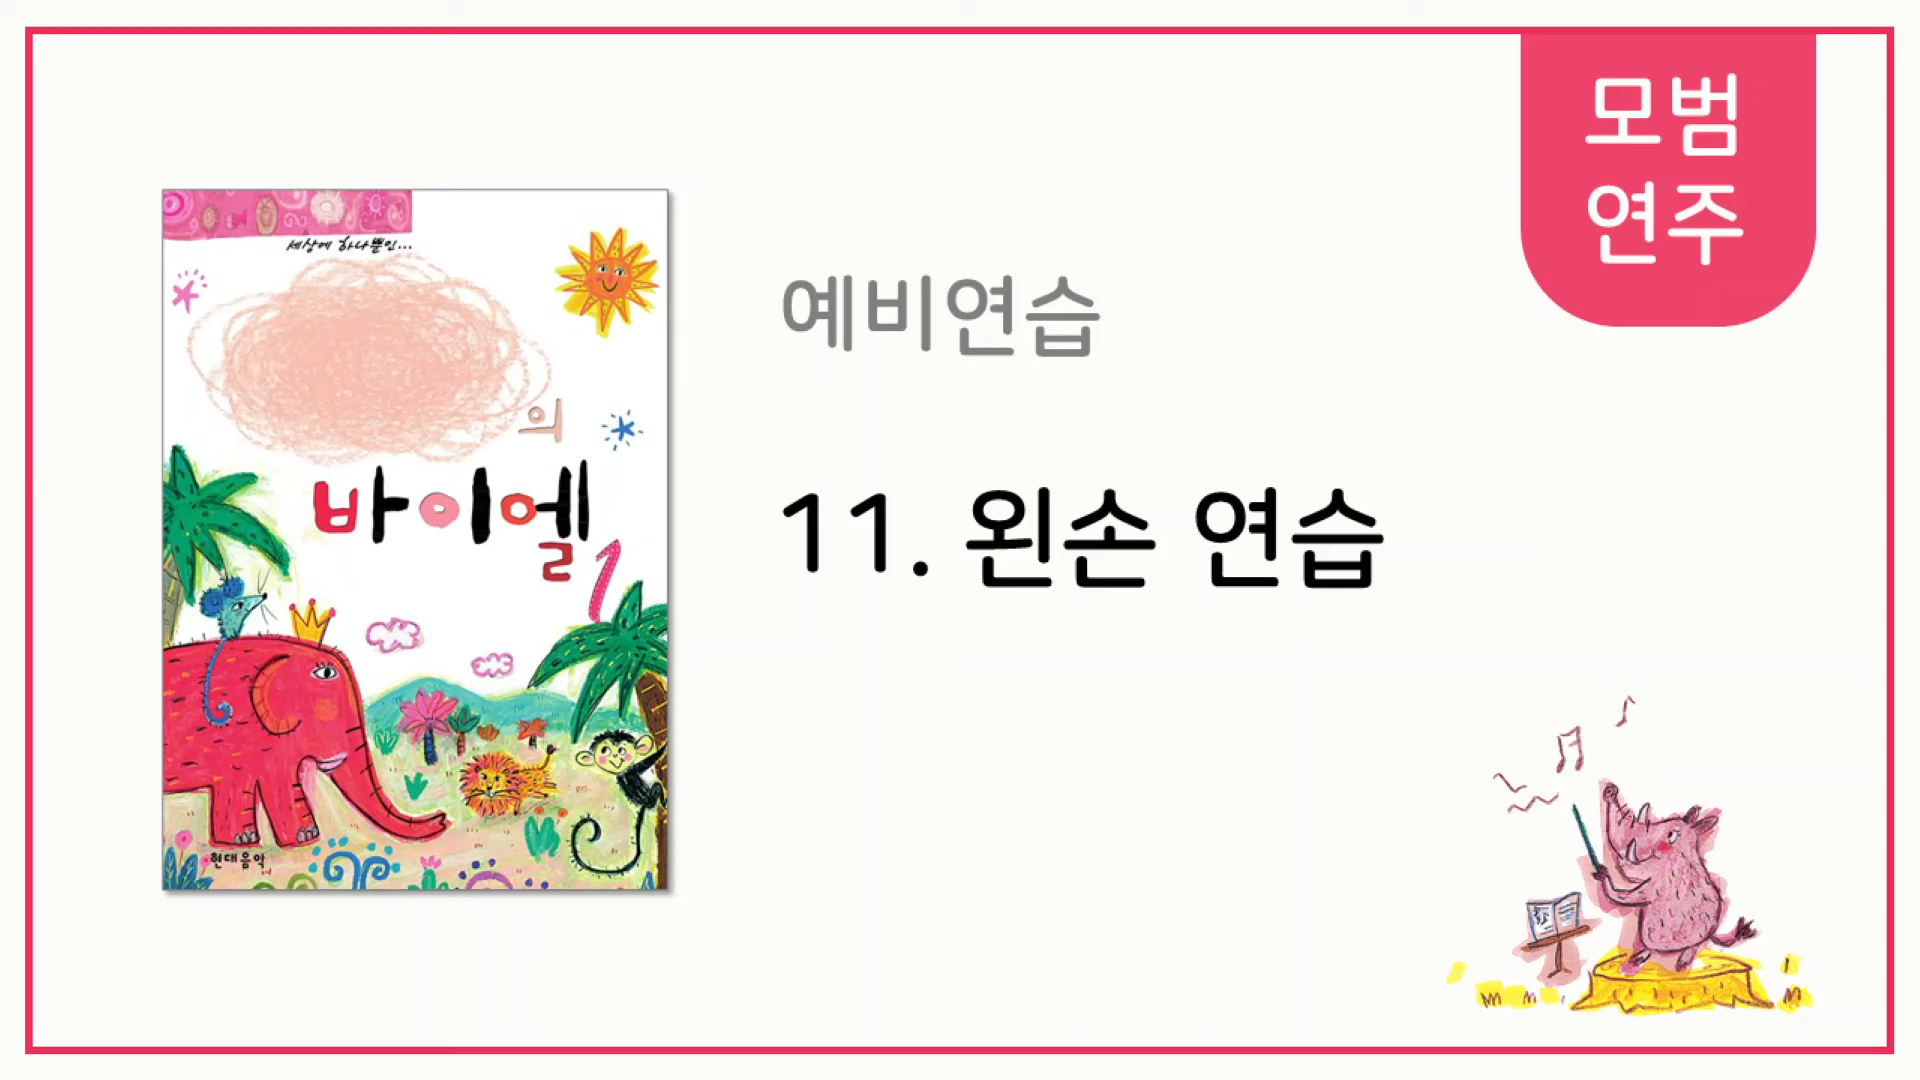 모범
연주
세상에 하나뿐인...
의
바이엘 1
현대음악
예비연습
11. 왼손 연습